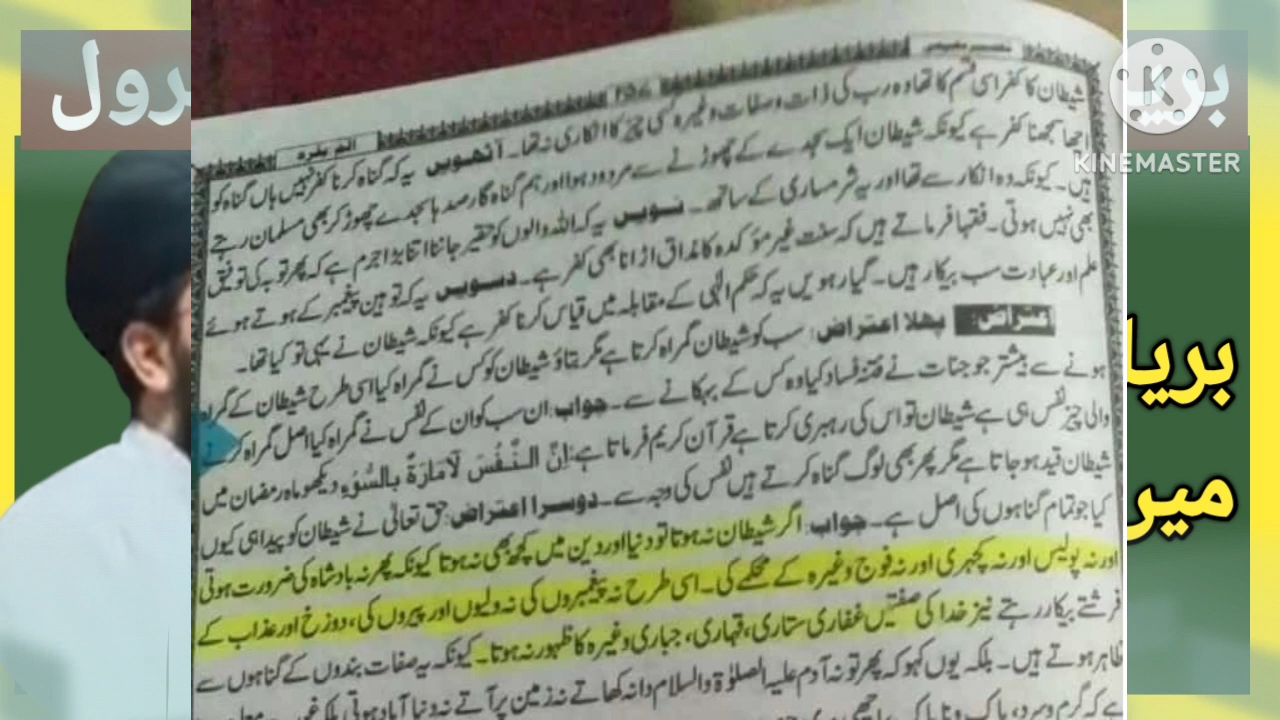 رول
بری
KINEMASTER
بریا
میر
الم بقرہ
شیطان کا کفر اسی قسم کا تھا وہ رب کی ذات و صفات وغیرہ کسی چیز کا انکاری نہ تھا۔ آٹھویں یہ کہ گناہ کرنا کفر نہیں ہاں گناہ کو
اچھا سمجھنا کفر ہے کیونکہ شیطان ایک سجدے کے چھوڑنے سے مردود ہوا اور ہم گناہ گار صدہا سجدے چھوڑ کر بھی مسلمان رہتے
ہیں۔ کیونکہ وہ انکار سے تھا اور یہ شرمساری کے ساتھ۔ نویں یہ کہ اللہ والوں کو حقیر جاننا اتنا بڑا جرم ہے کہ پھر توبہ کی توفیق
بھی نہیں ہوتی۔ فقہا فرماتے ہیں کہ سنت غیر مؤکدہ کا مذاق اڑانا بھی کفر ہے۔ دسویں یہ کہ توہین پیغمبر کے ہوتے ہوئے
علم اور عبادت سب بیکار ہیں۔ گیارہویں یہ کہ حکم الٰہی کے مقابلہ میں قیاس کرنا کفر ہے کیونکہ شیطان نے یہی تو کیا تھا۔
پہلا اعتراض: سب کو شیطان گمراہ کرتا ہے مگر بتاؤ شیطان کو کس نے گمراہ کیا اسی طرح شیطان کے گمراہ
ہونے سے بیشتر جو جنات نے فتنہ فساد کیا وہ کس کے بہکانے سے۔ جواب: ان سب کو ان کے نفس نے گمراہ کیا اصل گمراہ کرنے
والی چیز نفس ہی ہے شیطان تو اس کی رہبری کرتا ہے قرآن کریم فرماتا ہے: اِنَّ النَّفْسَ لَاَمَارَةٌ بِالسُّوْءِ دیکھو ماہ رمضان میں
شیطان قید ہو جاتا ہے مگر پھر بھی لوگ گناہ کرتے ہیں نفس کی وجہ سے۔ دوسرا اعتراض: حق تعالٰی نے شیطان کو پیدا ہی کیوں
کیا جو تمام گناہوں کی اصل ہے۔ جواب: اگر شیطان نہ ہوتا تو دنیا اور دین میں کچھ بھی نہ ہوتا کیونکہ پھر نہ بادشاہ کی ضرورت ہوتی
اور نہ پولیس اور نہ کچہری اور نہ فوج وغیرہ کے محکمے کی۔ اسی طرح نہ پیغمبروں کی نہ ولیوں اور پیروں کی، دوزخ اور عذاب کے
فرشتے بیکار رہتے نیز خدا کی صفتیں غفاری ستاری، قہاری، جباری وغیرہ کا ظہور نہ ہوتا۔ کیونکہ یہ صفات بندوں کے گناہوں سے
ظاہر ہوتے ہیں۔ بلکہ یوں کہو کہ پھر تو نہ آدم علیہ الصلوٰۃ والسلام دانہ کھاتے نہ زمین پر آتے نہ دنیا آباد ہوتی بلکہ
ہے کہ گرم و سرد،